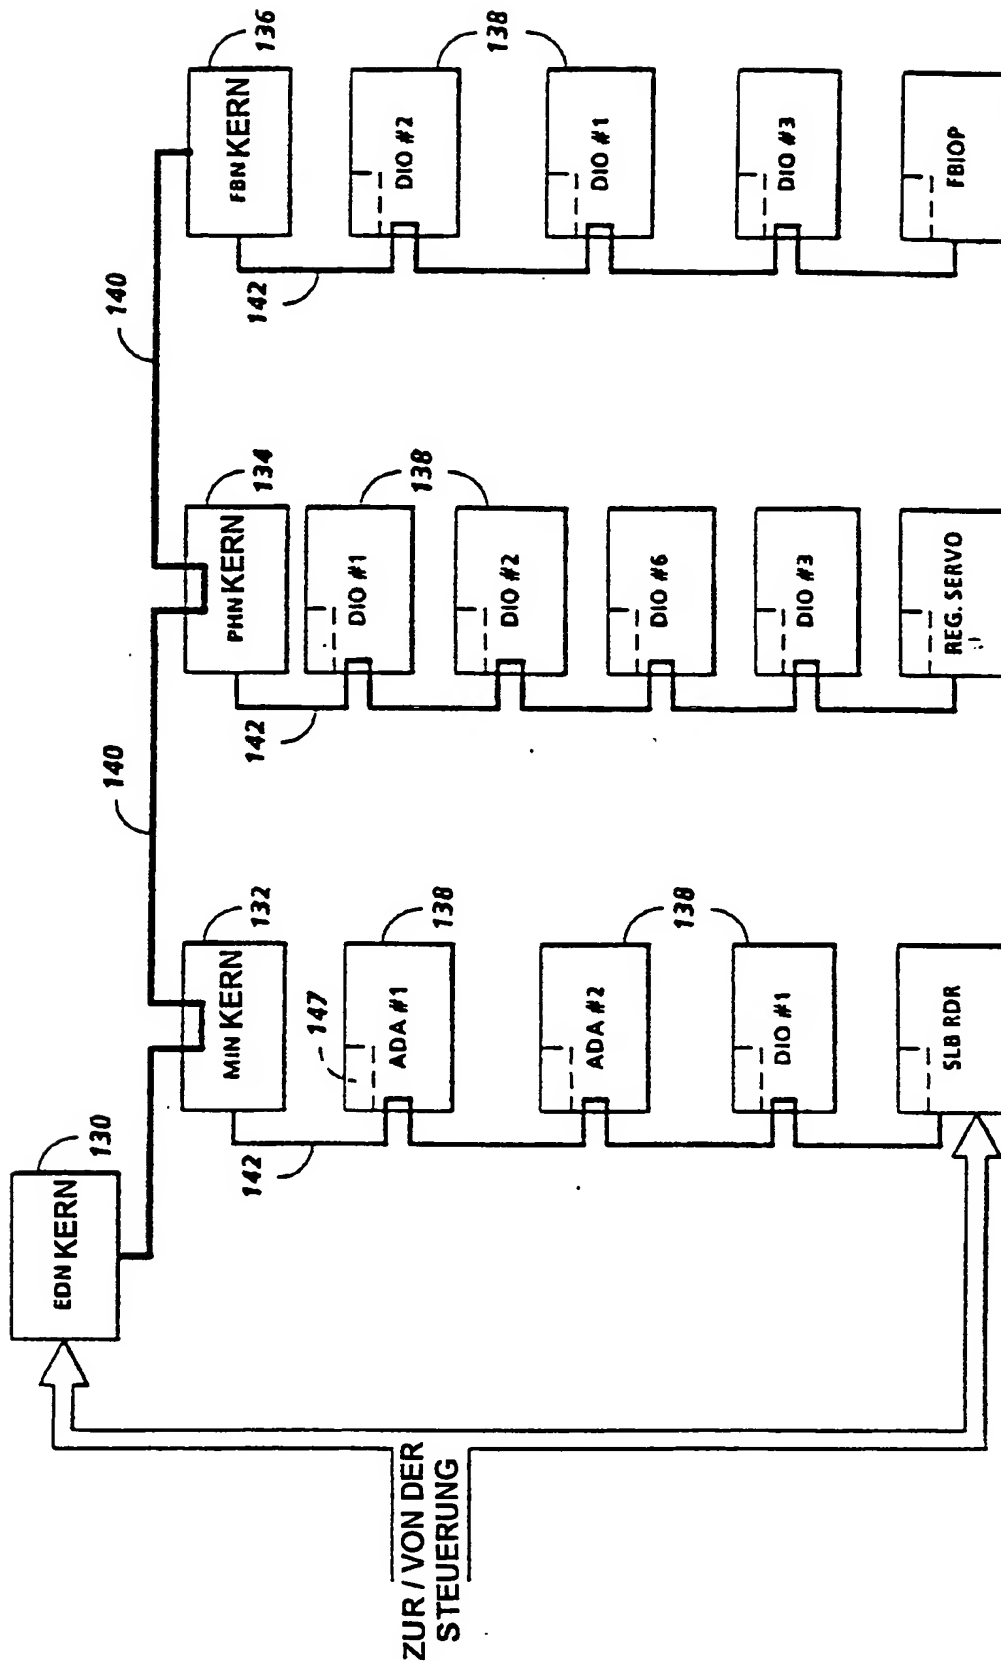 130
EDN KERN
ZUR / VON DER
STEUERUNG
140
140
MIN KERN
132
142
147
ADA #1
138
ADA #2
138
DIO #1
SLB RDR
PHN KERN
134
142
DIO #1
138
DIO #2
DIO #6
DIO #3
REG. SERVO
FBN KERN
136
142
DIO #2
138
DIO #1
DIO #3
FBIOP